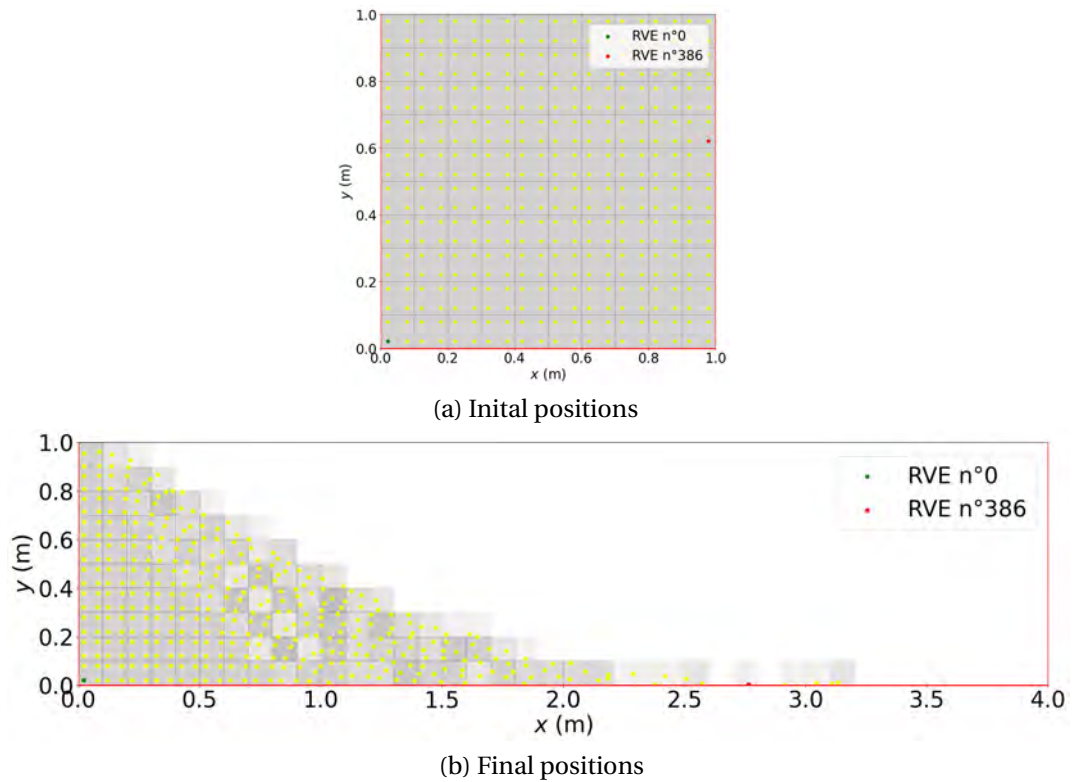 1.0
0.8
0.6
0.4
0.2
0.0
y (m)
RVE n°0
RVE n°386
0.0 0.2 0.4 0.6 0.8 1.0
x (m)
(a) Inital positions
1.0
0.8
0.6
0.4
0.2
0.0
y (m)
RVE n°0
RVE n°386
0.0 0.5 1.0 1.5 2.0 2.5 3.0 3.5 4.0
x (m)
(b) Final positions